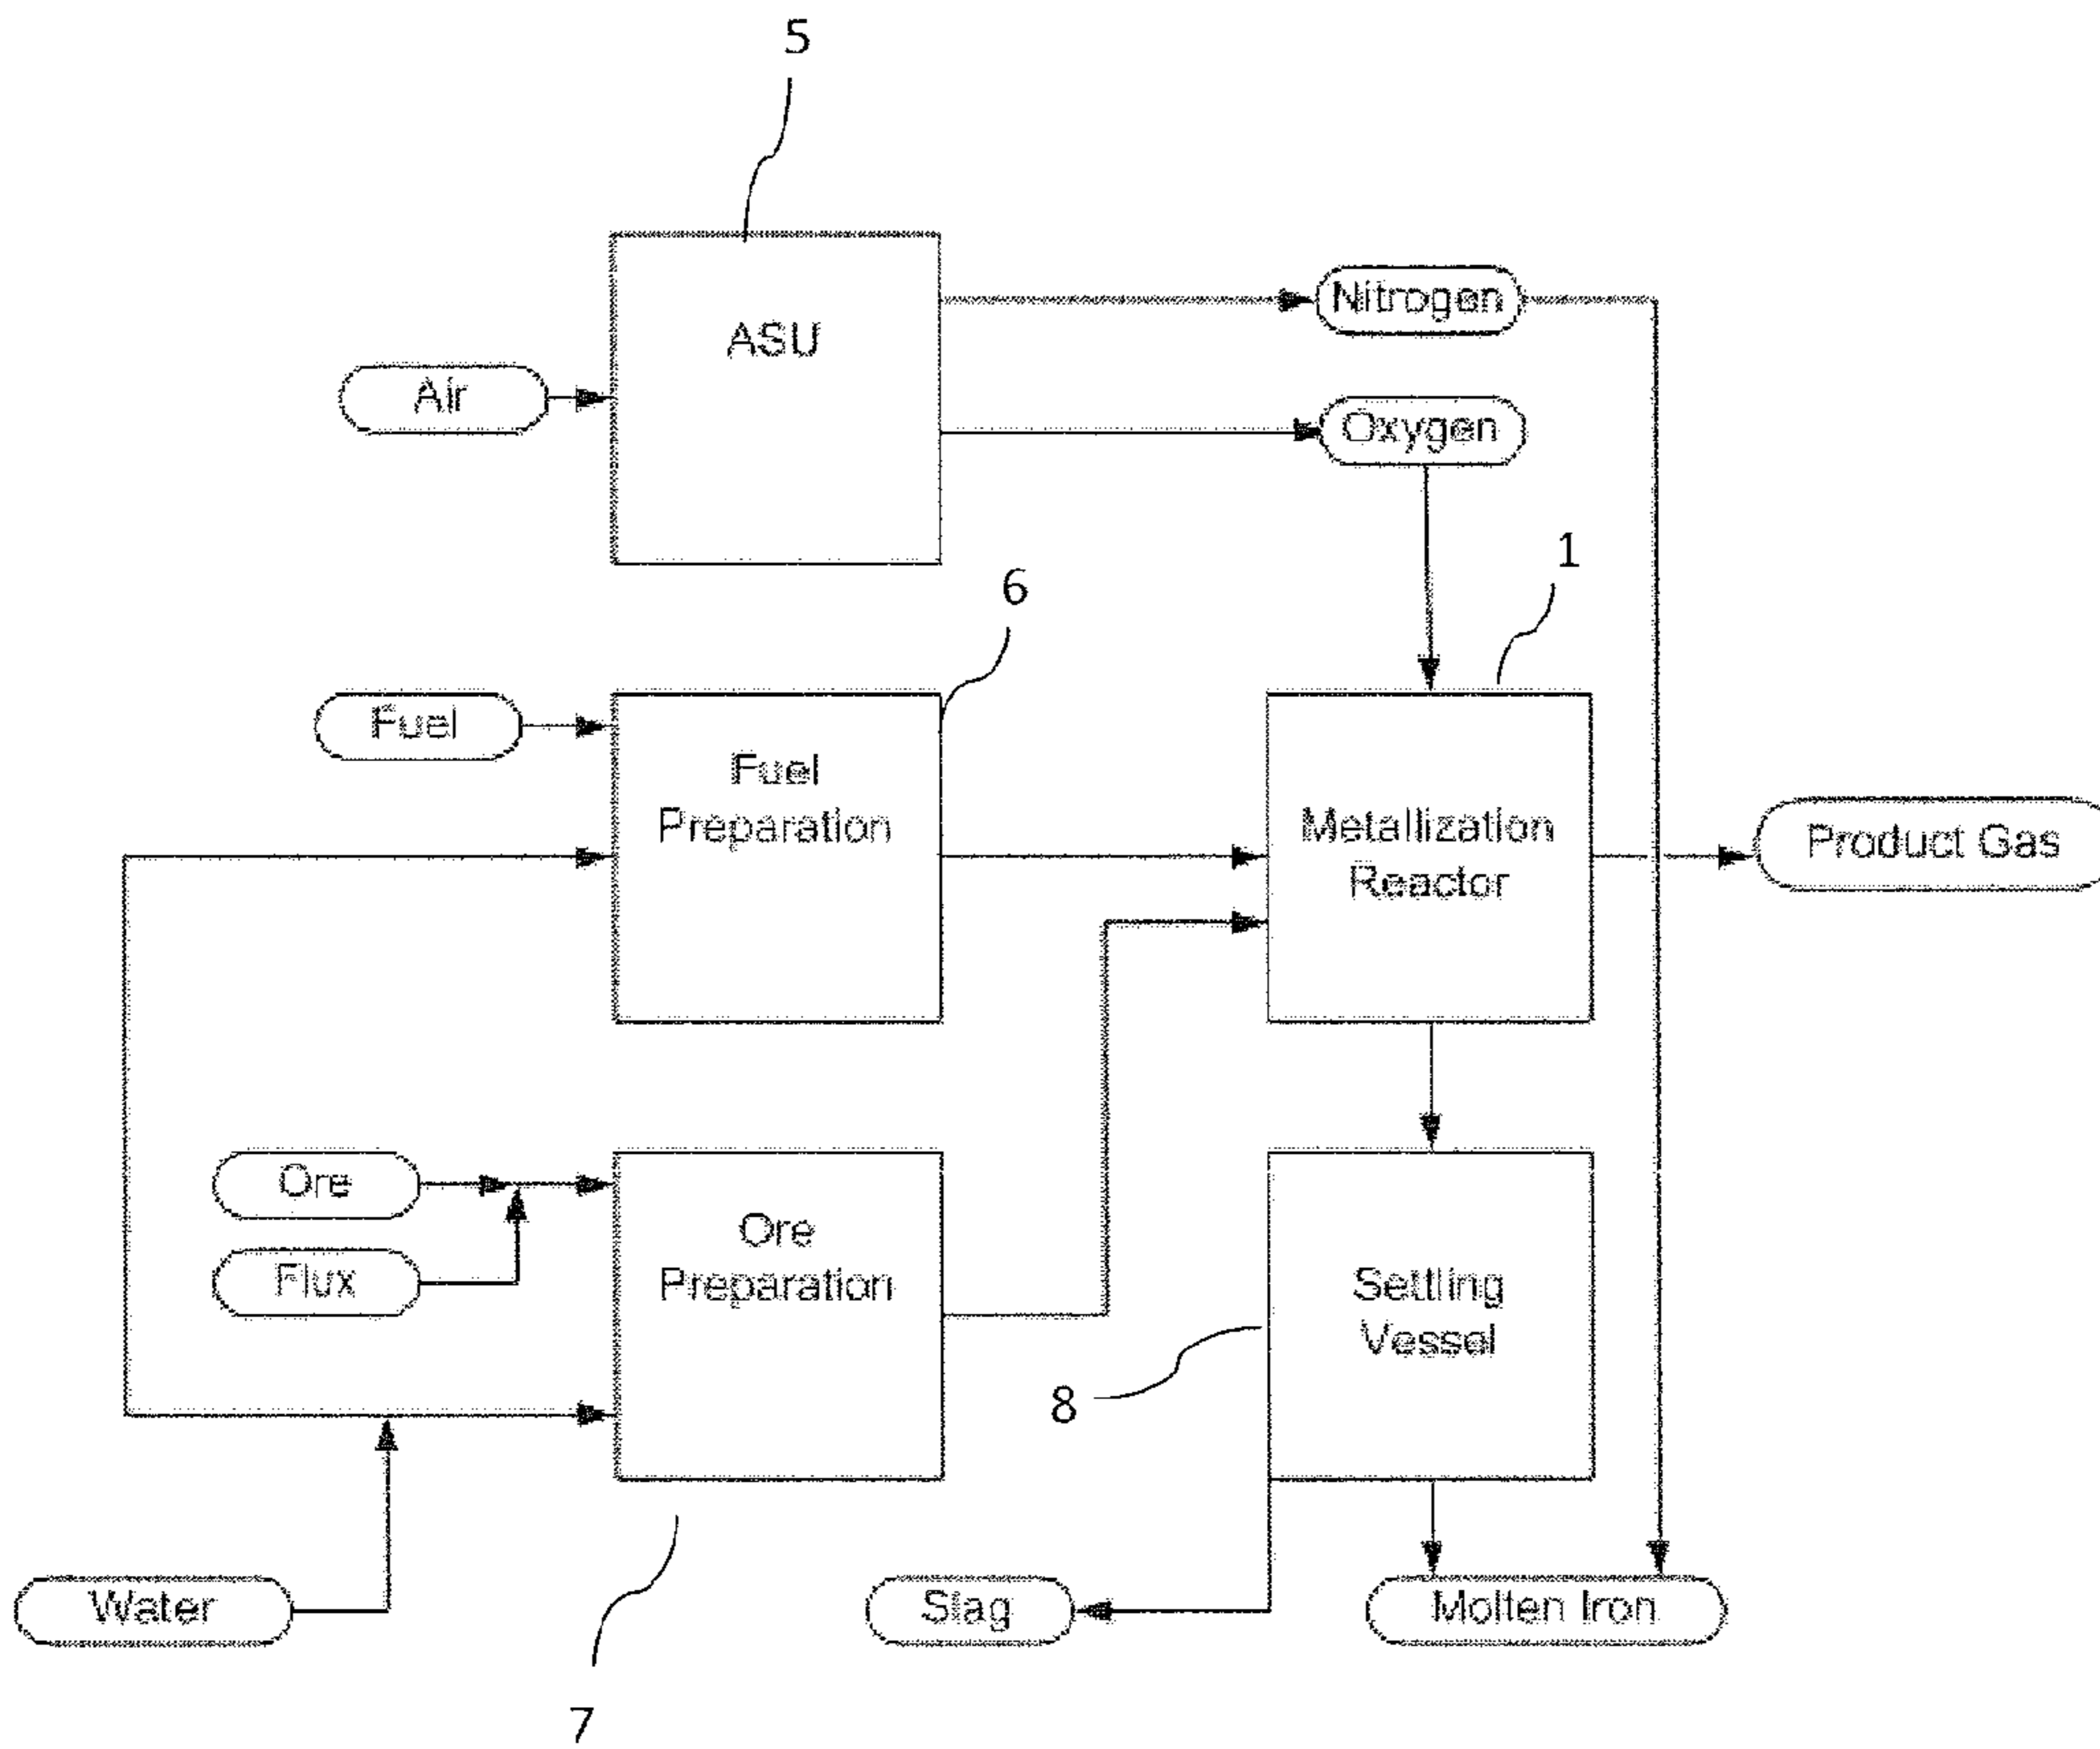 5
Nitrogen
ASU
Air
Oxygen
1
6
Fuel
Fuel
Preparation
Metallization
Reactor
Product Gas
Ore
Ore
Preparation
Flux
Settling
Vessel
8
Water
Slag
Molten Iron
7